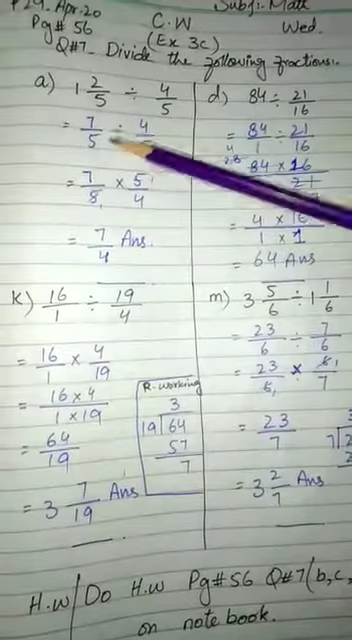 29. Apr. 20 Subj:- Math
Pg# 56 C.W Wed.
(Ex 3c)
Q#7- Divide the following fractions:-
a) 1 2/5 ÷ 4/5
= 7/5 ÷ 4/
= 7/5 × 5/4
= 7/4 Ans.
d) 84 ÷ 21/16
= 84/1 ÷ 21/16
84 × 16
= 4 × 16/1 × 1
= 64 Ans
k) 16/1 ÷ 19/4
= 16/1 × 4/19
= 16 × 4/1 × 19
= 64/19
= 3 7/19 Ans
R-working
3
19 64
57
7
m) 3 5/6 ÷ 1 1/6
= 23/6 ÷ 7/6
= 23/6 × 6/7
= 23/7
= 3 2/7 Ans
H.w/ Do H.w Pg#56 Q#7(b,c,
on notebook.